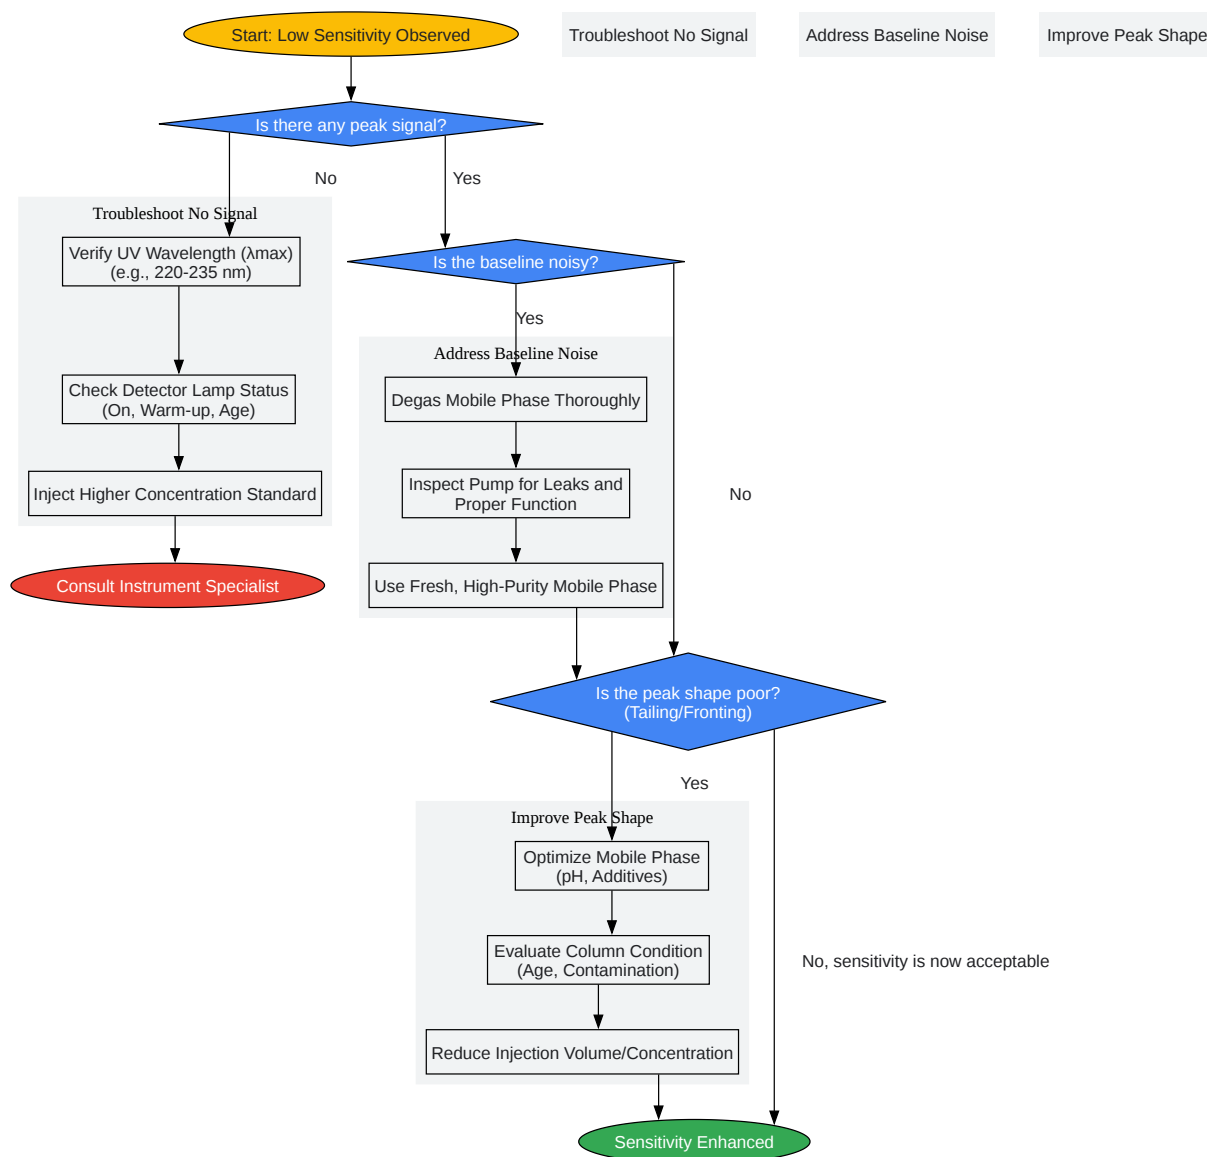 Start: Low Sensitivity Observed
Troubleshoot No Signal
Address Baseline Noise
Improve Peak Shape
Is there any peak signal?
No
Yes
Troubleshoot No Signal
Verify UV Wavelength (λmax)
(e.g., 220-235 nm)
Check Detector Lamp Status
(On, Warm-up, Age)
Inject Higher Concentration Standard
Consult Instrument Specialist
Is the baseline noisy?
Yes
No
Address Baseline Noise
Degas Mobile Phase Thoroughly
Inspect Pump for Leaks and
Proper Function
Use Fresh, High-Purity Mobile Phase
Is the peak shape poor?
(Tailing/Fronting)
Yes
Improve Peak Shape
Optimize Mobile Phase
(pH, Additives)
Evaluate Column Condition
(Age, Contamination)
No, sensitivity is now acceptable
Reduce Injection Volume/Concentration
Sensitivity Enhanced